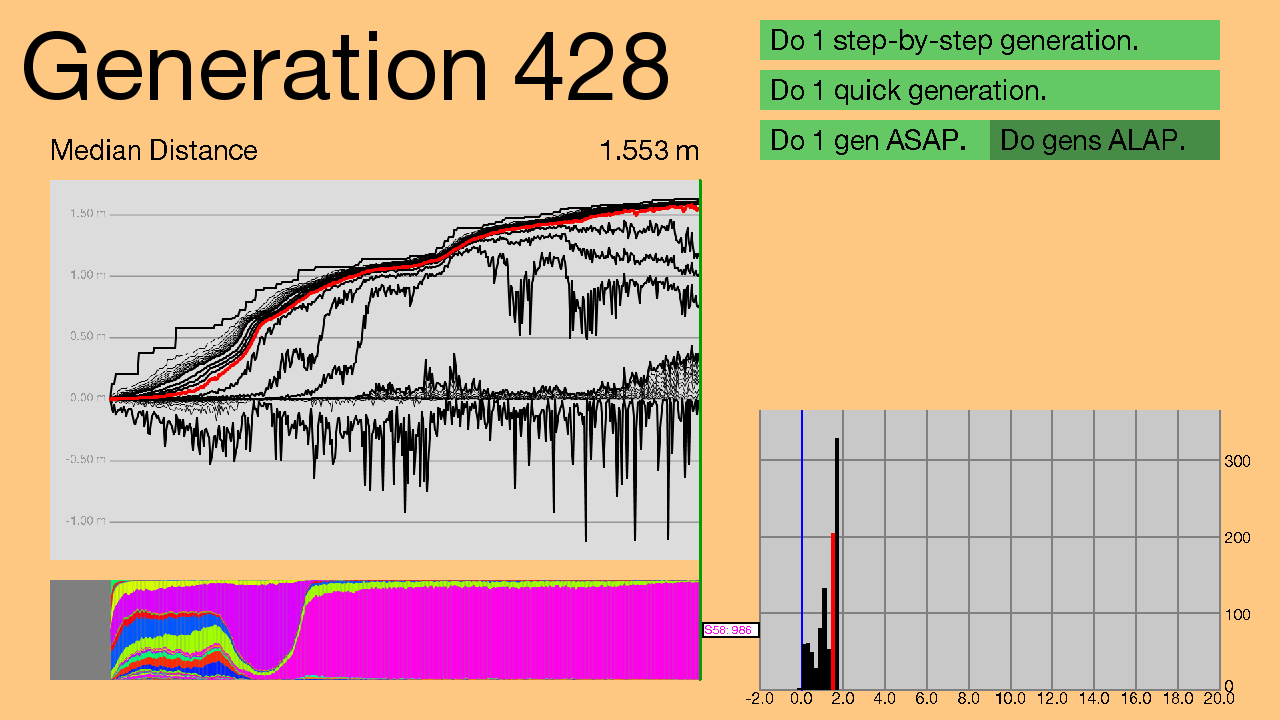 Generation 428
Do 1 step-by-step generation.
Do 1 quick generation.
Do 1 gen ASAP. Do gens ALAP.
Median Distance 1.553 m
1.50 m
1.00 m
0.50 m
0.00 m
-0.50 m
-1.00 m
S58: 986
300
200
100
0
-2.0 0.0 2.0 4.0 6.0 8.0 10.0 12.0 14.0 16.0 18.0 20.0